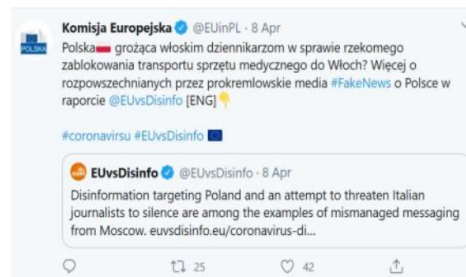 Komisja Europejska @EUinPL · 8 Apr
POLSKA
Polska grożąca włoskim dziennikarzom w sprawie rzekomego
zablokowania transportu sprzętu medycznego do Włoch? Więcej o
rozpowszechnianych przez prokremlowskie media #FakeNews o Polsce w
raporcie @EUvsDisinfo [ENG]
#coronavirsu #EUvsDisinfo
EUvsDisinfo @EUvsDisinfo · 8 Apr
Disinformation targeting Poland and an attempt to threaten Italian
journalists to silence are among the examples of mismanaged messaging
from Moscow. euvsdisinfo.eu/coronavirus-di...
25 42